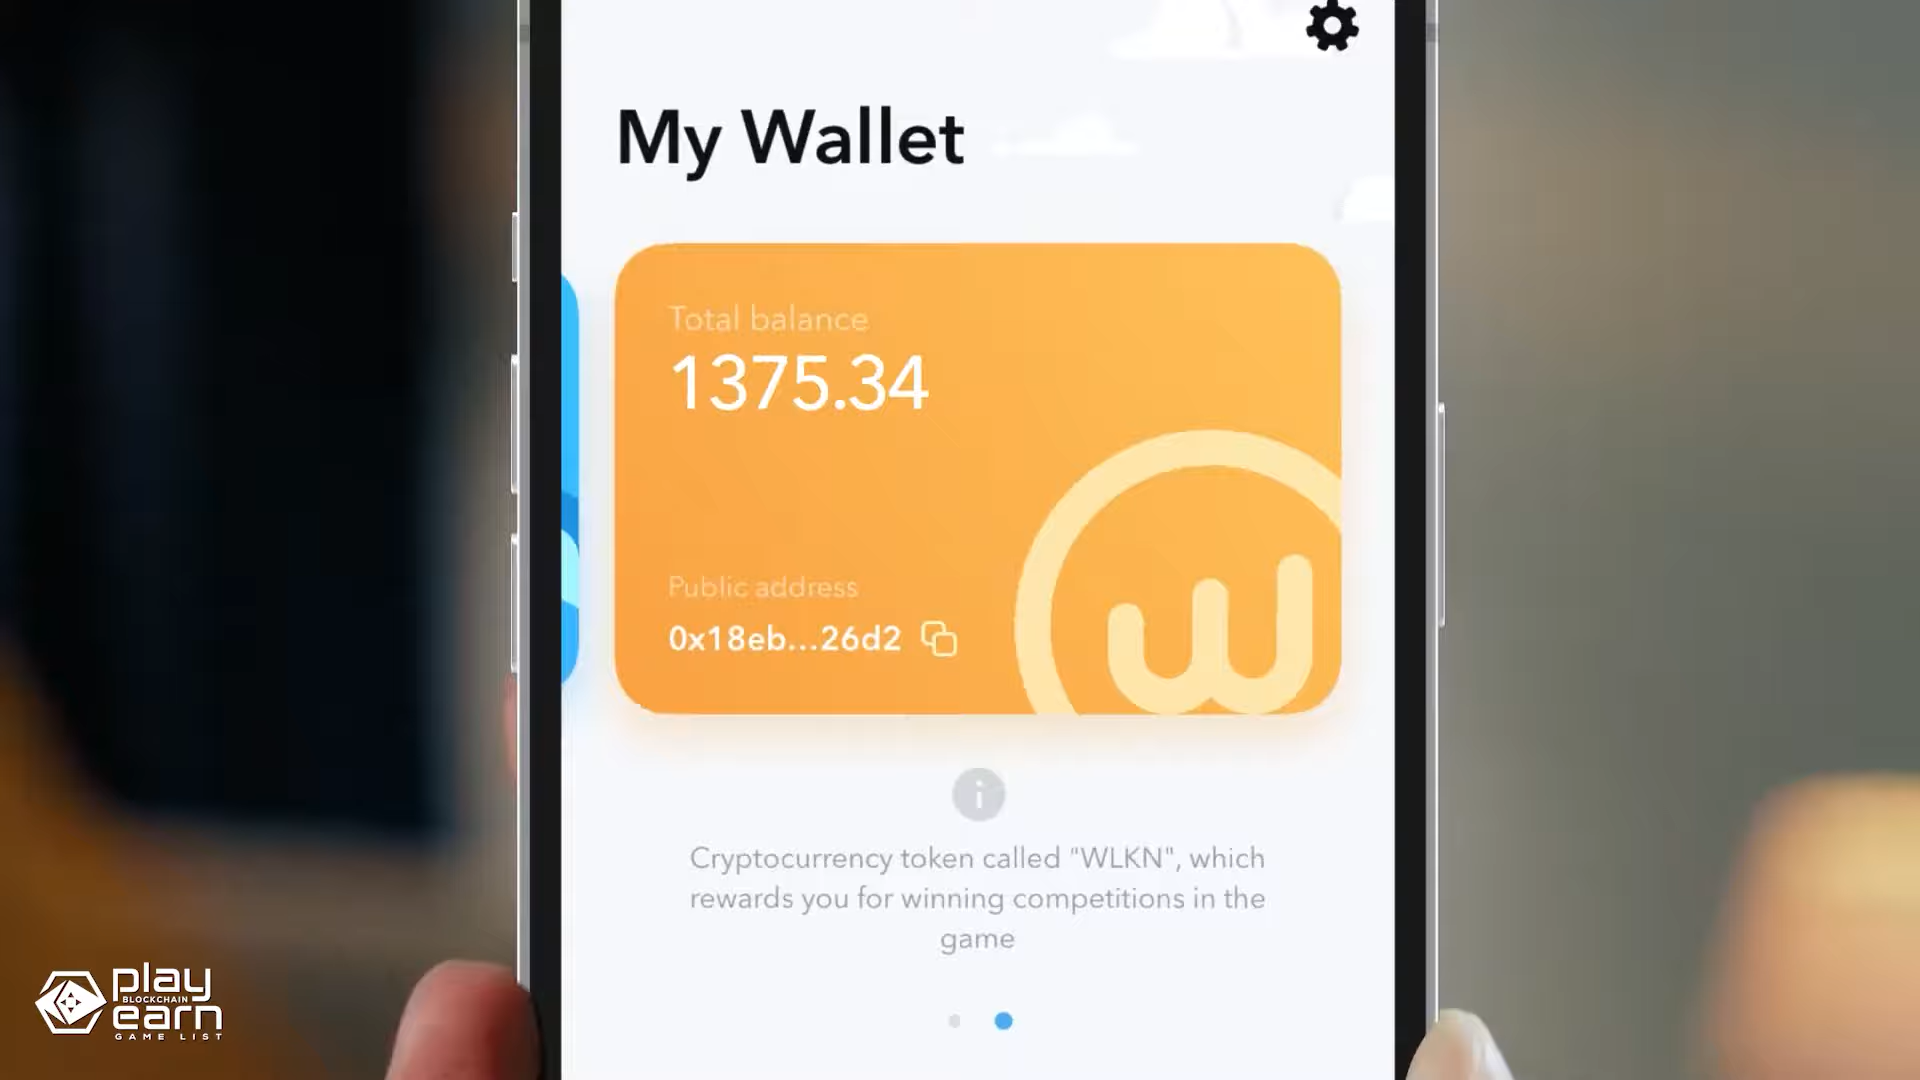 My Wallet
Total balance
1375.34
Public address
0x18eb...26d2
Cryptocurrency token called "WLKN", which
rewards you for winning competitions in the
game
play
BLOCKCHAIN
earn
GAME LIST